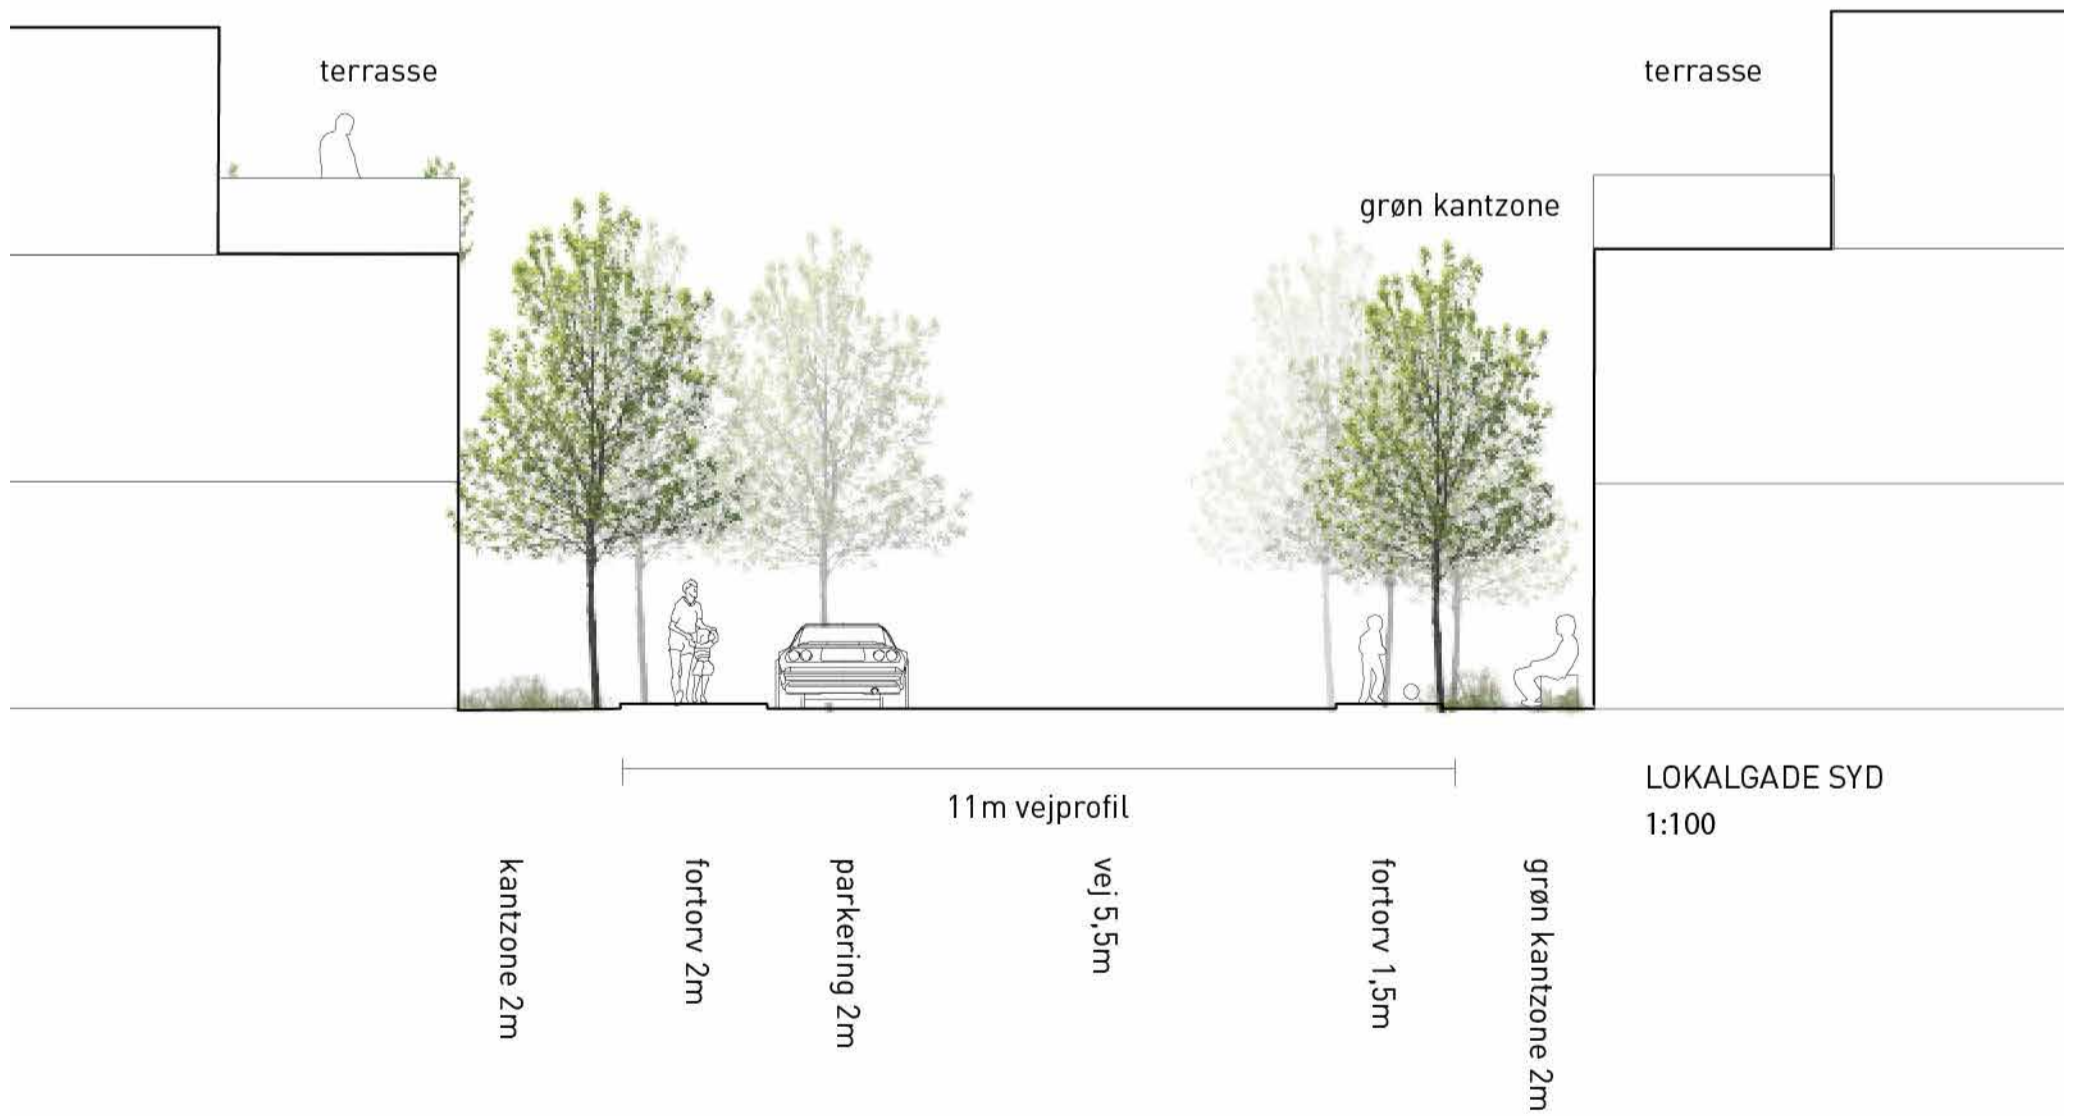 terrasse
terrasse
grøn kantzone
11m vejprofil
LOKALGADE SYD
1:100
kantzone 2m
fortorv 2m
parkering 2m
vej 5,5m
fortorv 1,5m
grøn kantzone 2m